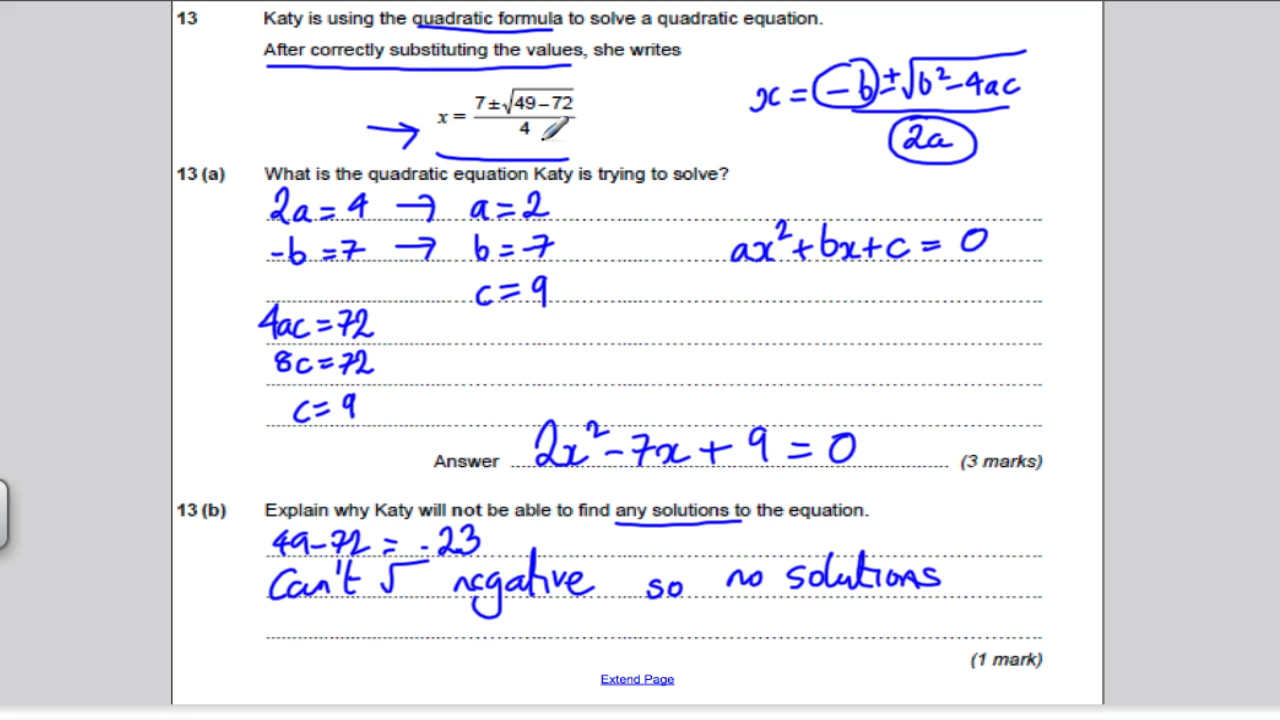 13 Katy is using the quadratic formula to solve a quadratic equation.
After correctly substituting the values, she writes
x = 7±√49−72 / 4
x = −b ± √b²−4ac / 2a
13 (a) What is the quadratic equation Katy is trying to solve?
2a = 4 → a = 2
-b = 7 → b = -7 ax² + bx + c = 0
c = 9
4ac = 72
8c = 72
c = 9
Answer 2x² − 7x + 9 = 0 (3 marks)
13 (b) Explain why Katy will not be able to find any solutions to the equation.
49 − 72 = -23
Can't √ negative so no solutions
(1 mark)
Extend Page